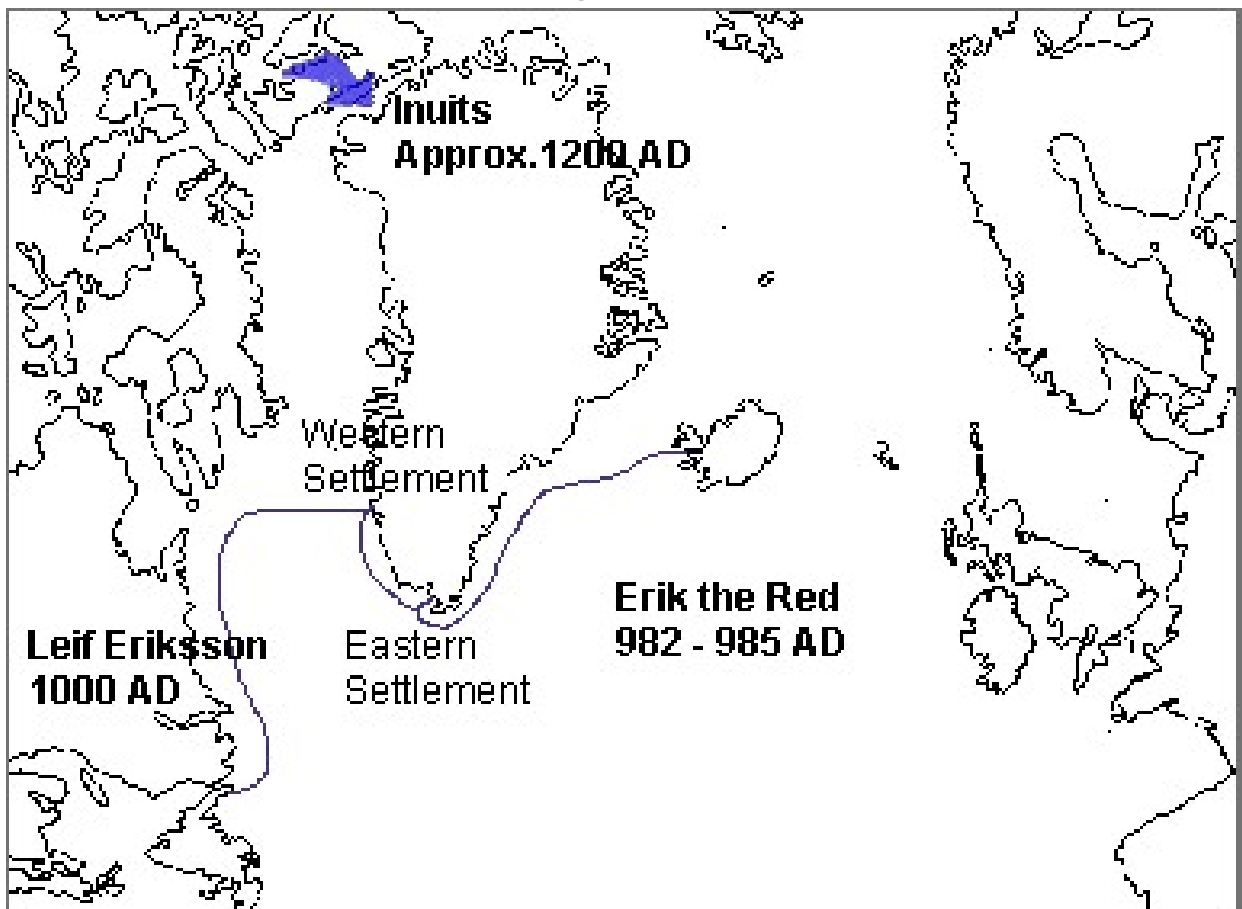 Inuits
Approx.1200 AD
Western
Settlement
Erik the Red
982 - 985 AD
Leif Eriksson
1000 AD
Eastern
Settlement